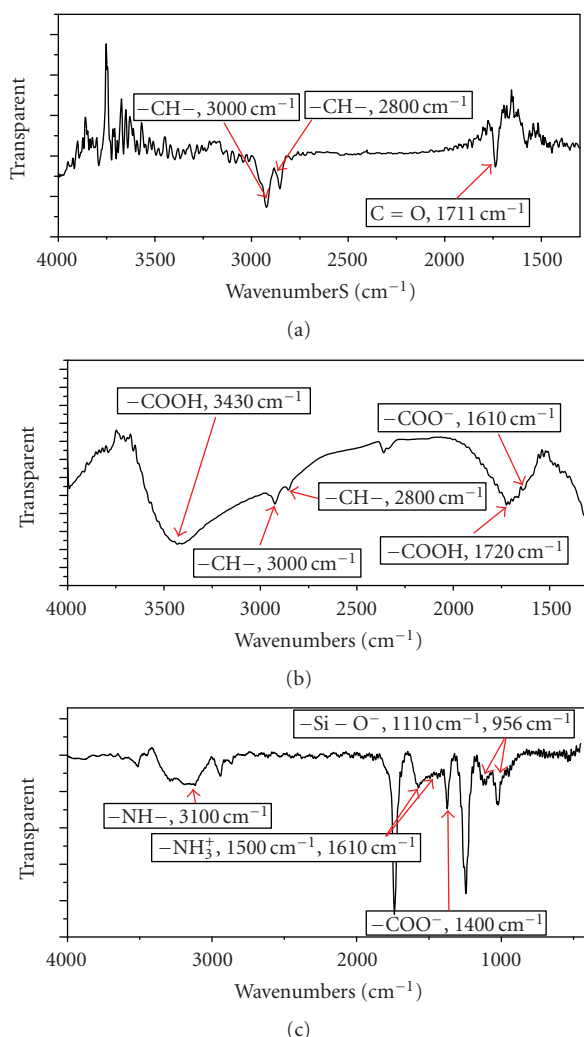 −CH−, 3000 cm⁻¹
−CH−, 2800 cm⁻¹
C = O, 1711 cm⁻¹
Transparent
4000 3500 3000 2500 2000 1500
WavenumberS (cm⁻¹)
(a)
−COOH, 3430 cm⁻¹
−COO⁻, 1610 cm⁻¹
−CH−, 2800 cm⁻¹
−CH−, 3000 cm⁻¹
−COOH, 1720 cm⁻¹
Transparent
4000 3500 3000 2500 2000 1500
Wavenumbers (cm⁻¹)
(b)
−Si − O⁻, 1110 cm⁻¹, 956 cm⁻¹
−NH−, 3100 cm⁻¹
−NH₃⁺, 1500 cm⁻¹, 1610 cm⁻¹
−COO⁻, 1400 cm⁻¹
Transparent
4000 3000 2000 1000
Wavenumbers (cm⁻¹)
(c)